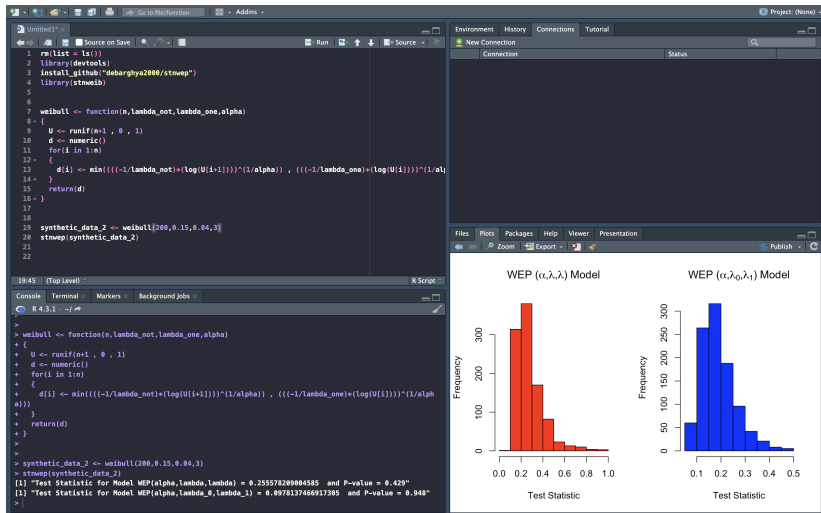 Go to file/function
Addins
Project: (None)
Untitled1*
Source on Save
Run
Source
1 rm(list = ls())
2 library(devtools)
3 install_github("debarghya2000/stnwep")
4 library(stnweib)
5
6
7 weibull <- function(n,lambda_not,lambda_one,alpha)
8 {
9 U <- runif(n+1 , 0 , 1)
10 d <- numeric()
11 for(i in 1:n)
12 {
13 d[i] <- min((((-1/lambda_not)*(log(U[i+1])))^(1/alpha)) , (((-1/lambda_one)*(log(U[i])))^(1/al
14 }
15 return(d)
16 }
17
18
19 synthetic_data_2 <- weibull(200,0.15,0.04,3)
20 stnwep(synthetic_data_2)
21
22
19:45 (Top Level) R Script
Console Terminal Markers Background Jobs
R 4.3.1 · ~/
>
> weibull <- function(n,lambda_not,lambda_one,alpha)
+ {
+ U <- runif(n+1 , 0 , 1)
+ d <- numeric()
+ for(i in 1:n)
+ {
+ d[i] <- min((((-1/lambda_not)*(log(U[i+1])))^(1/alpha)) , (((-1/lambda_one)*(log(U[i])))^(1/alph
a)))
+ }
+ return(d)
+ }
>
>
> synthetic_data_2 <- weibull(200,0.15,0.04,3)
> stnwep(synthetic_data_2)
[1] "Test Statistic for Model WEP(alpha,lambda,lambda) = 0.255578209004585 and P-value = 0.429"
[1] "Test Statistic for Model WEP(alpha,lambda_0,lambda_1) = 0.0978137466917305 and P-value = 0.948"
>
Environment History Connections Tutorial
New Connection
Connection Status
Files Plots Packages Help Viewer Presentation
Zoom Export Publish
WEP (α,λ,λ) Model
Frequency
0 100 200 300
0.0 0.2 0.4 0.6 0.8 1.0
Test Statistic
WEP (α,λ₀,λ₁) Model
Frequency
0 50 100 150 200 250 300
0.1 0.2 0.3 0.4 0.5
Test Statistic